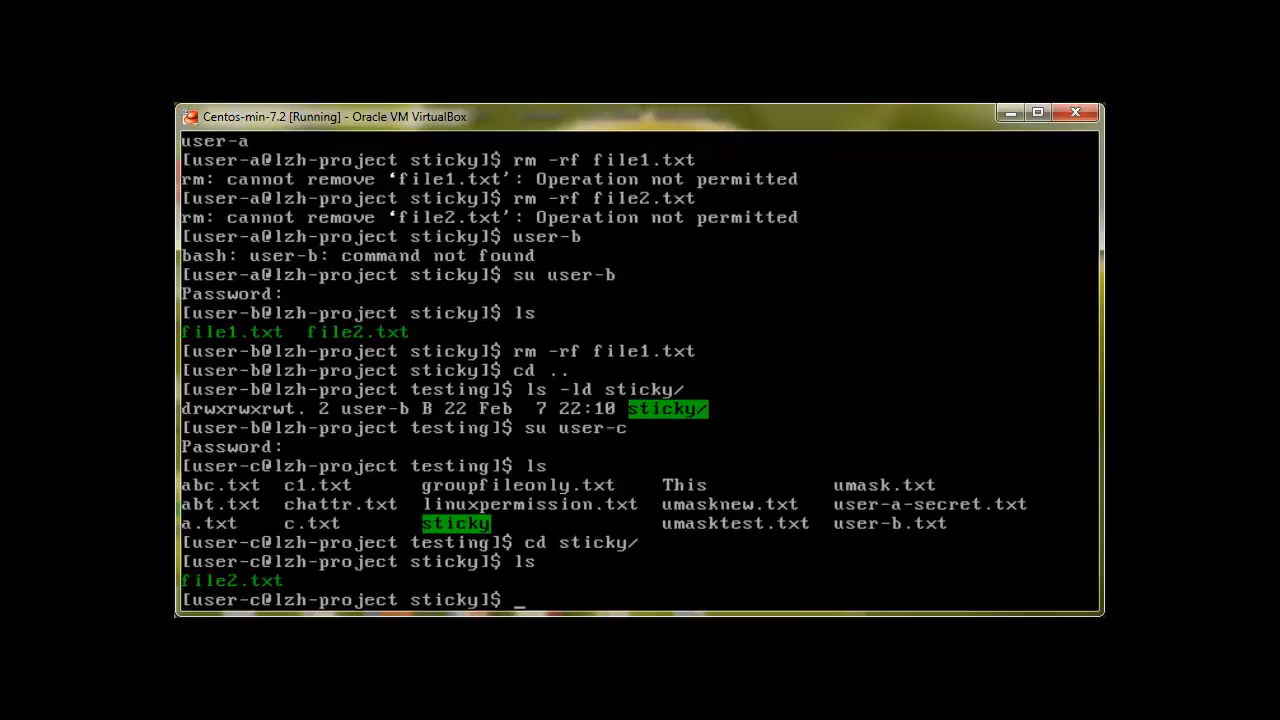 Centos-min-7.2 [Running] - Oracle VM VirtualBox
user-a
[user-a@lzh-project sticky]$ rm -rf file1.txt
rm: cannot remove ‘file1.txt’: Operation not permitted
[user-a@lzh-project sticky]$ rm -rf file2.txt
rm: cannot remove ‘file2.txt’: Operation not permitted
[user-a@lzh-project sticky]$ user-b
bash: user-b: command not found
[user-a@lzh-project sticky]$ su user-b
Password:
[user-b@lzh-project sticky]$ ls
file1.txt  file2.txt
[user-b@lzh-project sticky]$ rm -rf file1.txt
[user-b@lzh-project sticky]$ cd ..
[user-b@lzh-project testing]$ ls -ld sticky/
drwxrwxrwt. 2 user-b B 22 Feb  7 22:10 sticky/
[user-b@lzh-project testing]$ su user-c
Password:
[user-c@lzh-project testing]$ ls
abc.txt  c1.txt      groupfileonly.txt    This          umask.txt
abt.txt  chattr.txt  linuxpermission.txt  umasknew.txt  user-a-secret.txt
a.txt    c.txt       sticky               umasktest.txt  user-b.txt
[user-c@lzh-project testing]$ cd sticky/
[user-c@lzh-project sticky]$ ls
file2.txt
[user-c@lzh-project sticky]$ _